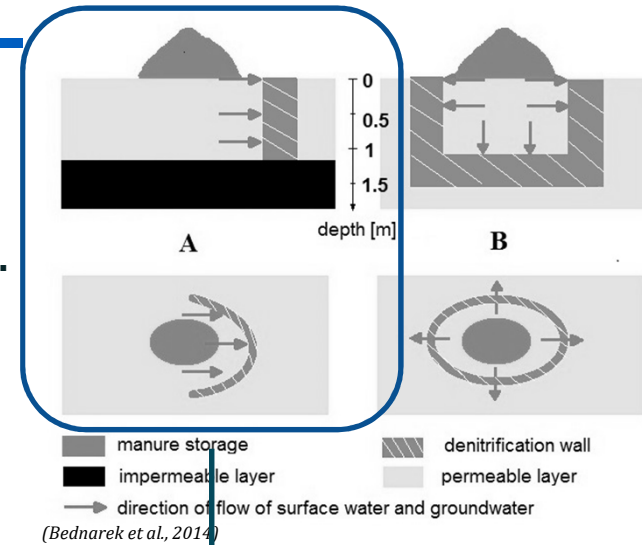 0
0.5
1
1.5
depth [m]
A
B
manure storage
denitrification wall
impermeable layer
permeable layer
direction of flow of surface water and groundwater
(Bednarek et al., 2014)